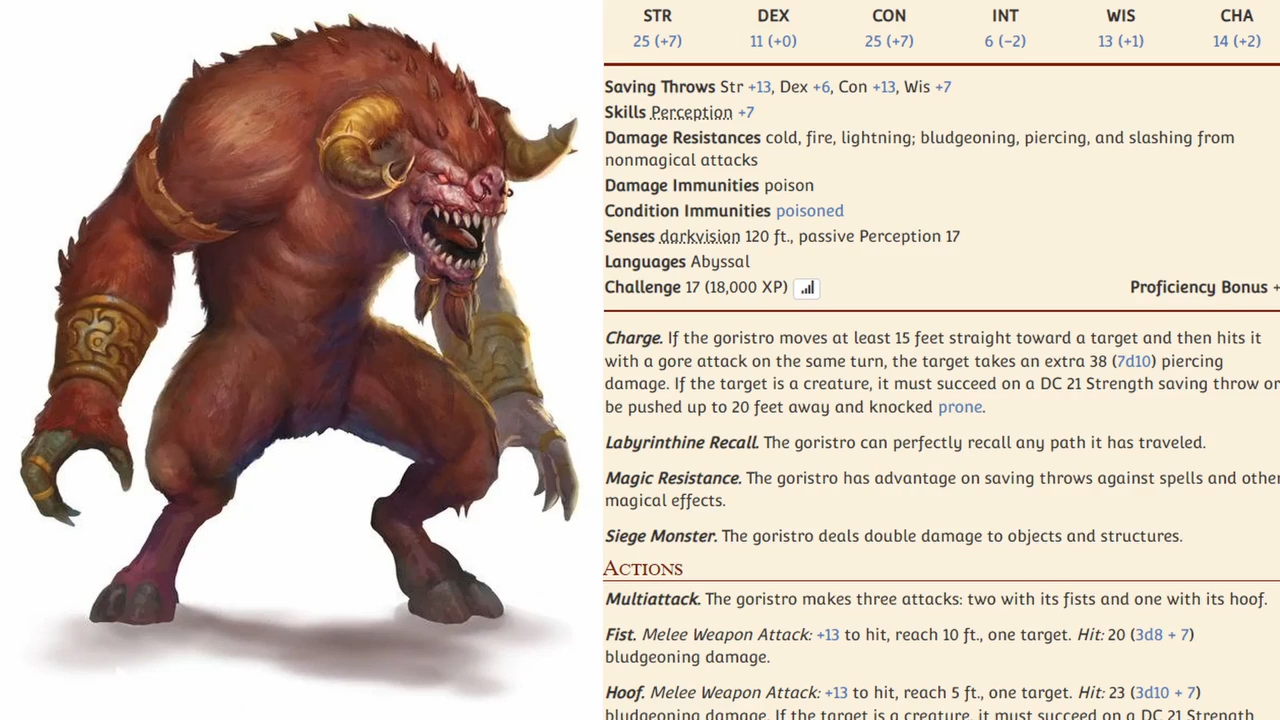 STR DEX CON INT WIS CHA
25 (+7) 11 (+0) 25 (+7) 6 (−2) 13 (+1) 14 (+2)
Saving Throws Str +13, Dex +6, Con +13, Wis +7
Skills Perception +7
Damage Resistances cold, fire, lightning; bludgeoning, piercing, and slashing from
nonmagical attacks
Damage Immunities poison
Condition Immunities poisoned
Senses darkvision 120 ft., passive Perception 17
Languages Abyssal
Challenge 17 (18,000 XP) Proficiency Bonus +
Charge. If the goristro moves at least 15 feet straight toward a target and then hits it
with a gore attack on the same turn, the target takes an extra 38 (7d10) piercing
damage. If the target is a creature, it must succeed on a DC 21 Strength saving throw or
be pushed up to 20 feet away and knocked prone.
Labyrinthine Recall. The goristro can perfectly recall any path it has traveled.
Magic Resistance. The goristro has advantage on saving throws against spells and other
magical effects.
Siege Monster. The goristro deals double damage to objects and structures.
Actions
Multiattack. The goristro makes three attacks: two with its fists and one with its hoof.
Fist. Melee Weapon Attack: +13 to hit, reach 10 ft., one target. Hit: 20 (3d8 + 7)
bludgeoning damage.
Hoof. Melee Weapon Attack: +13 to hit, reach 5 ft., one target. Hit: 23 (3d10 + 7)
bludgeoning damage. If the target is a creature, it must succeed on a DC 21 Strength